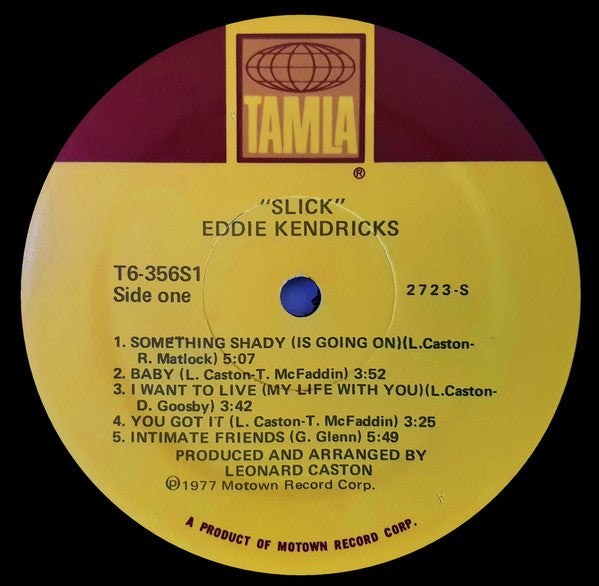 TAMLA
®
"SLICK"
EDDIE KENDRICKS
T6-356S1
Side one
2723-S
1. SOMETHING SHADY (IS GOING ON)(L.Caston-
R. Matlock) 5:07
2. BABY (L. Caston-T. McFaddin) 3:52
3. I WANT TO LIVE (MY LIFE WITH YOU)(L.Caston-
D. Goosby) 3:42
4. YOU GOT IT (L. Caston-T. McFaddin) 3:25
5. INTIMATE FRIENDS (G. Glenn) 5:49
PRODUCED AND ARRANGED BY
LEONARD CASTON
℗1977 Motown Record Corp.
A PRODUCT OF MOTOWN RECORD CORP.